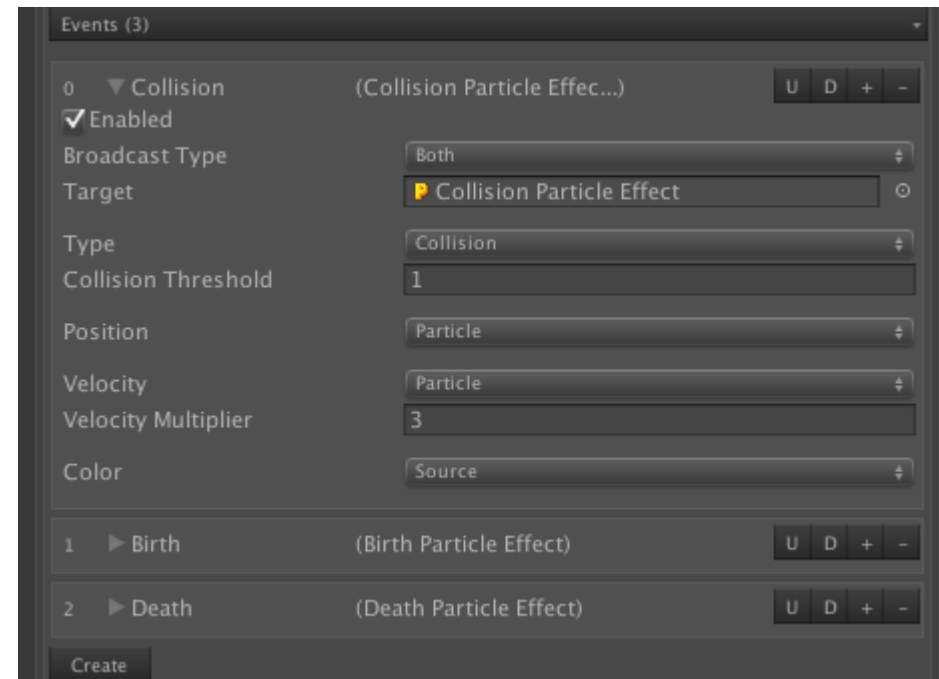 Events (3)
0 Collision (Collision Particle Effec...) U D + -
Enabled
Broadcast Type Both
Target Collision Particle Effect
Type Collision
Collision Threshold 1
Position Particle
Velocity Particle
Velocity Multiplier 3
Color Source
1 Birth (Birth Particle Effect) U D + -
2 Death (Death Particle Effect) U D + -
Create